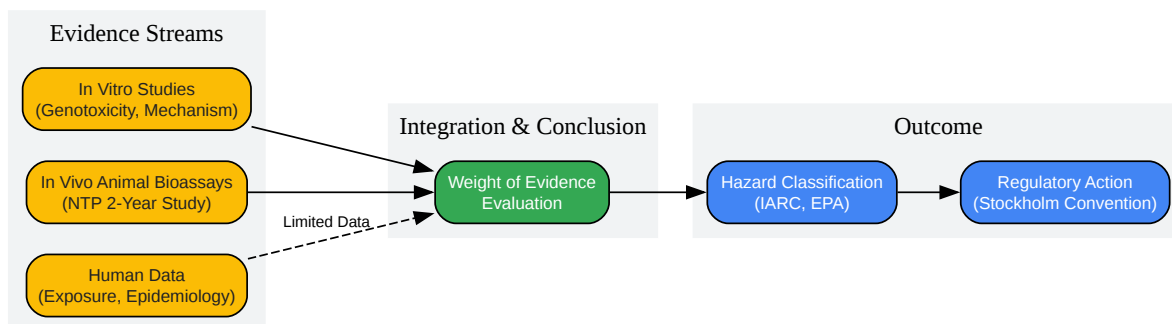 Evidence Streams
In Vitro Studies
(Genotoxicity, Mechanism)
In Vivo Animal Bioassays
(NTP 2-Year Study)
Limited Data
Human Data
(Exposure, Epidemiology)
Integration & Conclusion
Weight of Evidence
Evaluation
Outcome
Hazard Classification
(IARC, EPA)
Regulatory Action
(Stockholm Convention)